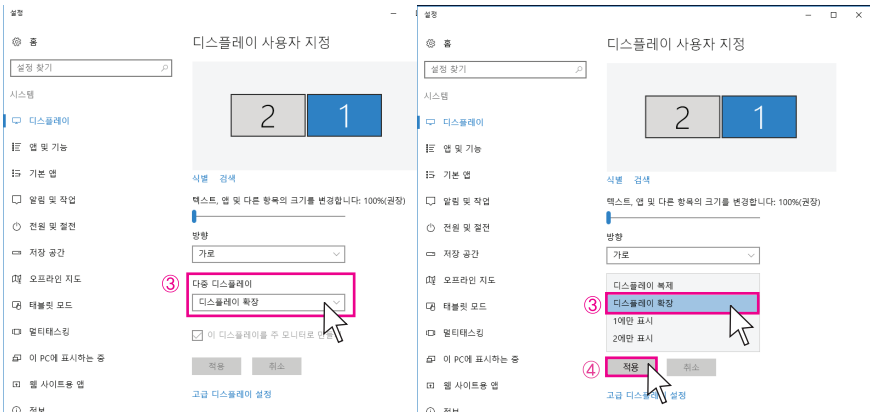 설정
홈
설정 찾기
시스템
디스플레이
앱 및 기능
기본 앱
알림 및 작업
전원 및 절전
저장 공간
오프라인 지도
태블릿 모드
멀티태스킹
이 PC에 표시하는 중
웹 사이트용 앱
정보
디스플레이 사용자 지정
2 1
식별 검색
텍스트, 앱 및 다른 항목의 크기를 변경합니다: 100%(권장)
방향
가로
③
다중 디스플레이
디스플레이 확장
이 디스플레이를 주 모니터로
적용 취소
고급 디스플레이 설정
설정
홈
설정 찾기
시스템
디스플레이
앱 및 기능
기본 앱
알림 및 작업
전원 및 절전
저장 공간
오프라인 지도
태블릿 모드
멀티태스킹
이 PC에 표시하는 중
웹 사이트용 앱
정보
디스플레이 사용자 지정
2 1
식별 검색
텍스트, 앱 및 다른 항목의 크기를 변경합니다: 100%(권장)
방향
가로
디스플레이 복제
③ 디스플레이 확장
1에만 표시
2에만 표시
④ 적용 취소
고급 설정